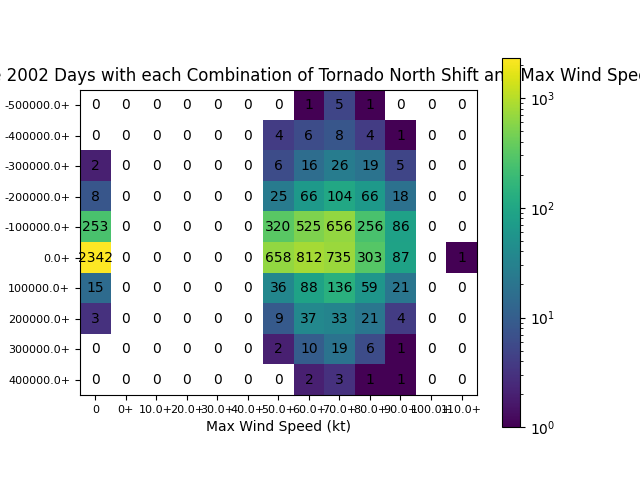 2002 Days with each Combination of Tornado North Shift and Max Wind Spee
-500000.0+ 0 0 0 0 0 0 0 1 5 1 0 0 0
-400000.0+ 0 0 0 0 0 0 4 6 8 4 1 0 0
-300000.0+ 2 0 0 0 0 0 6 16 26 19 5 0 0
-200000.0+ 8 0 0 0 0 0 25 66 104 66 18 0 0
-100000.0+ 253 0 0 0 0 0 320 525 656 256 86 0 0
0.0+ 2342 0 0 0 0 0 658 812 735 303 87 0 1
100000.0+ 15 0 0 0 0 0 36 88 136 59 21 0 0
200000.0+ 3 0 0 0 0 0 9 37 33 21 4 0 0
300000.0+ 0 0 0 0 0 0 2 10 19 6 1 0 0
400000.0+ 0 0 0 0 0 0 0 2 3 1 1 0 0
0 0+ 10.0+ 20.0+ 30.0+ 40.0+ 50.0+ 60.0+ 70.0+ 80.0+ 90.0+ 100.0+ 110.0+
Max Wind Speed (kt)
10³
10²
10¹
10⁰